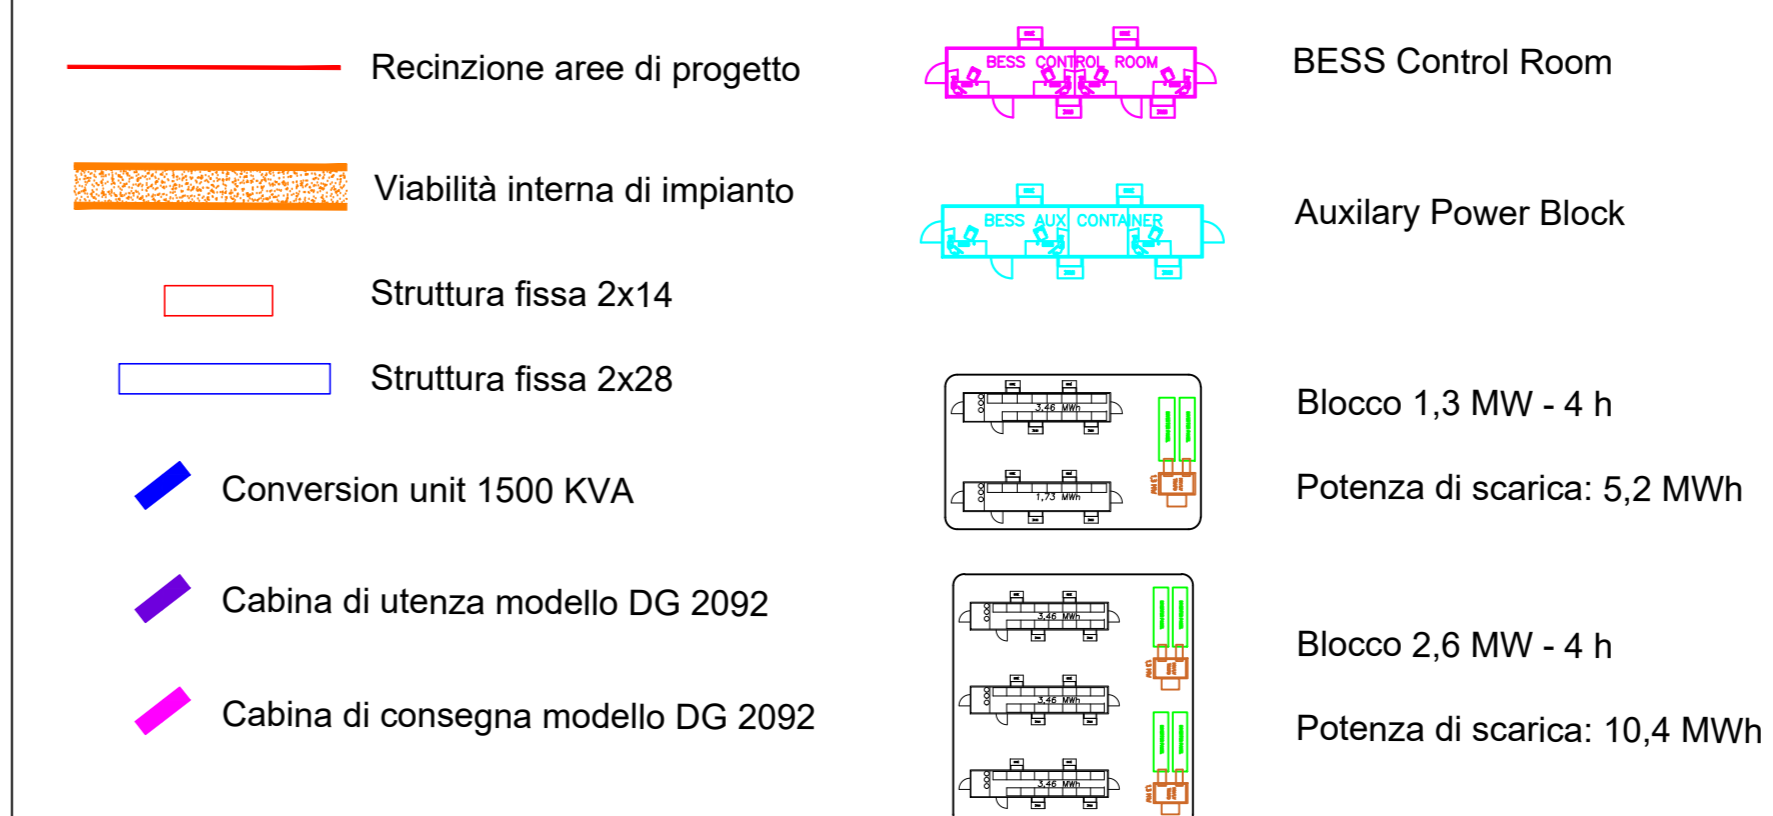 Recinzione aree di progetto
Viabilità interna di impianto
Struttura fissa 2x14
Struttura fissa 2x28
Conversion unit 1500 KVA
Cabina di utenza modello DG 2092
Cabina di consegna modello DG 2092
BESS CONTROL ROOM
BESS Control Room
BESS AUX CONTAINER
Auxilary Power Block
3,46 MWh
1,73 MWh
Blocco 1,3 MW - 4 h
Potenza di scarica: 5,2 MWh
3,46 MWh
3,46 MWh
3,46 MWh
Blocco 2,6 MW - 4 h
Potenza di scarica: 10,4 MWh